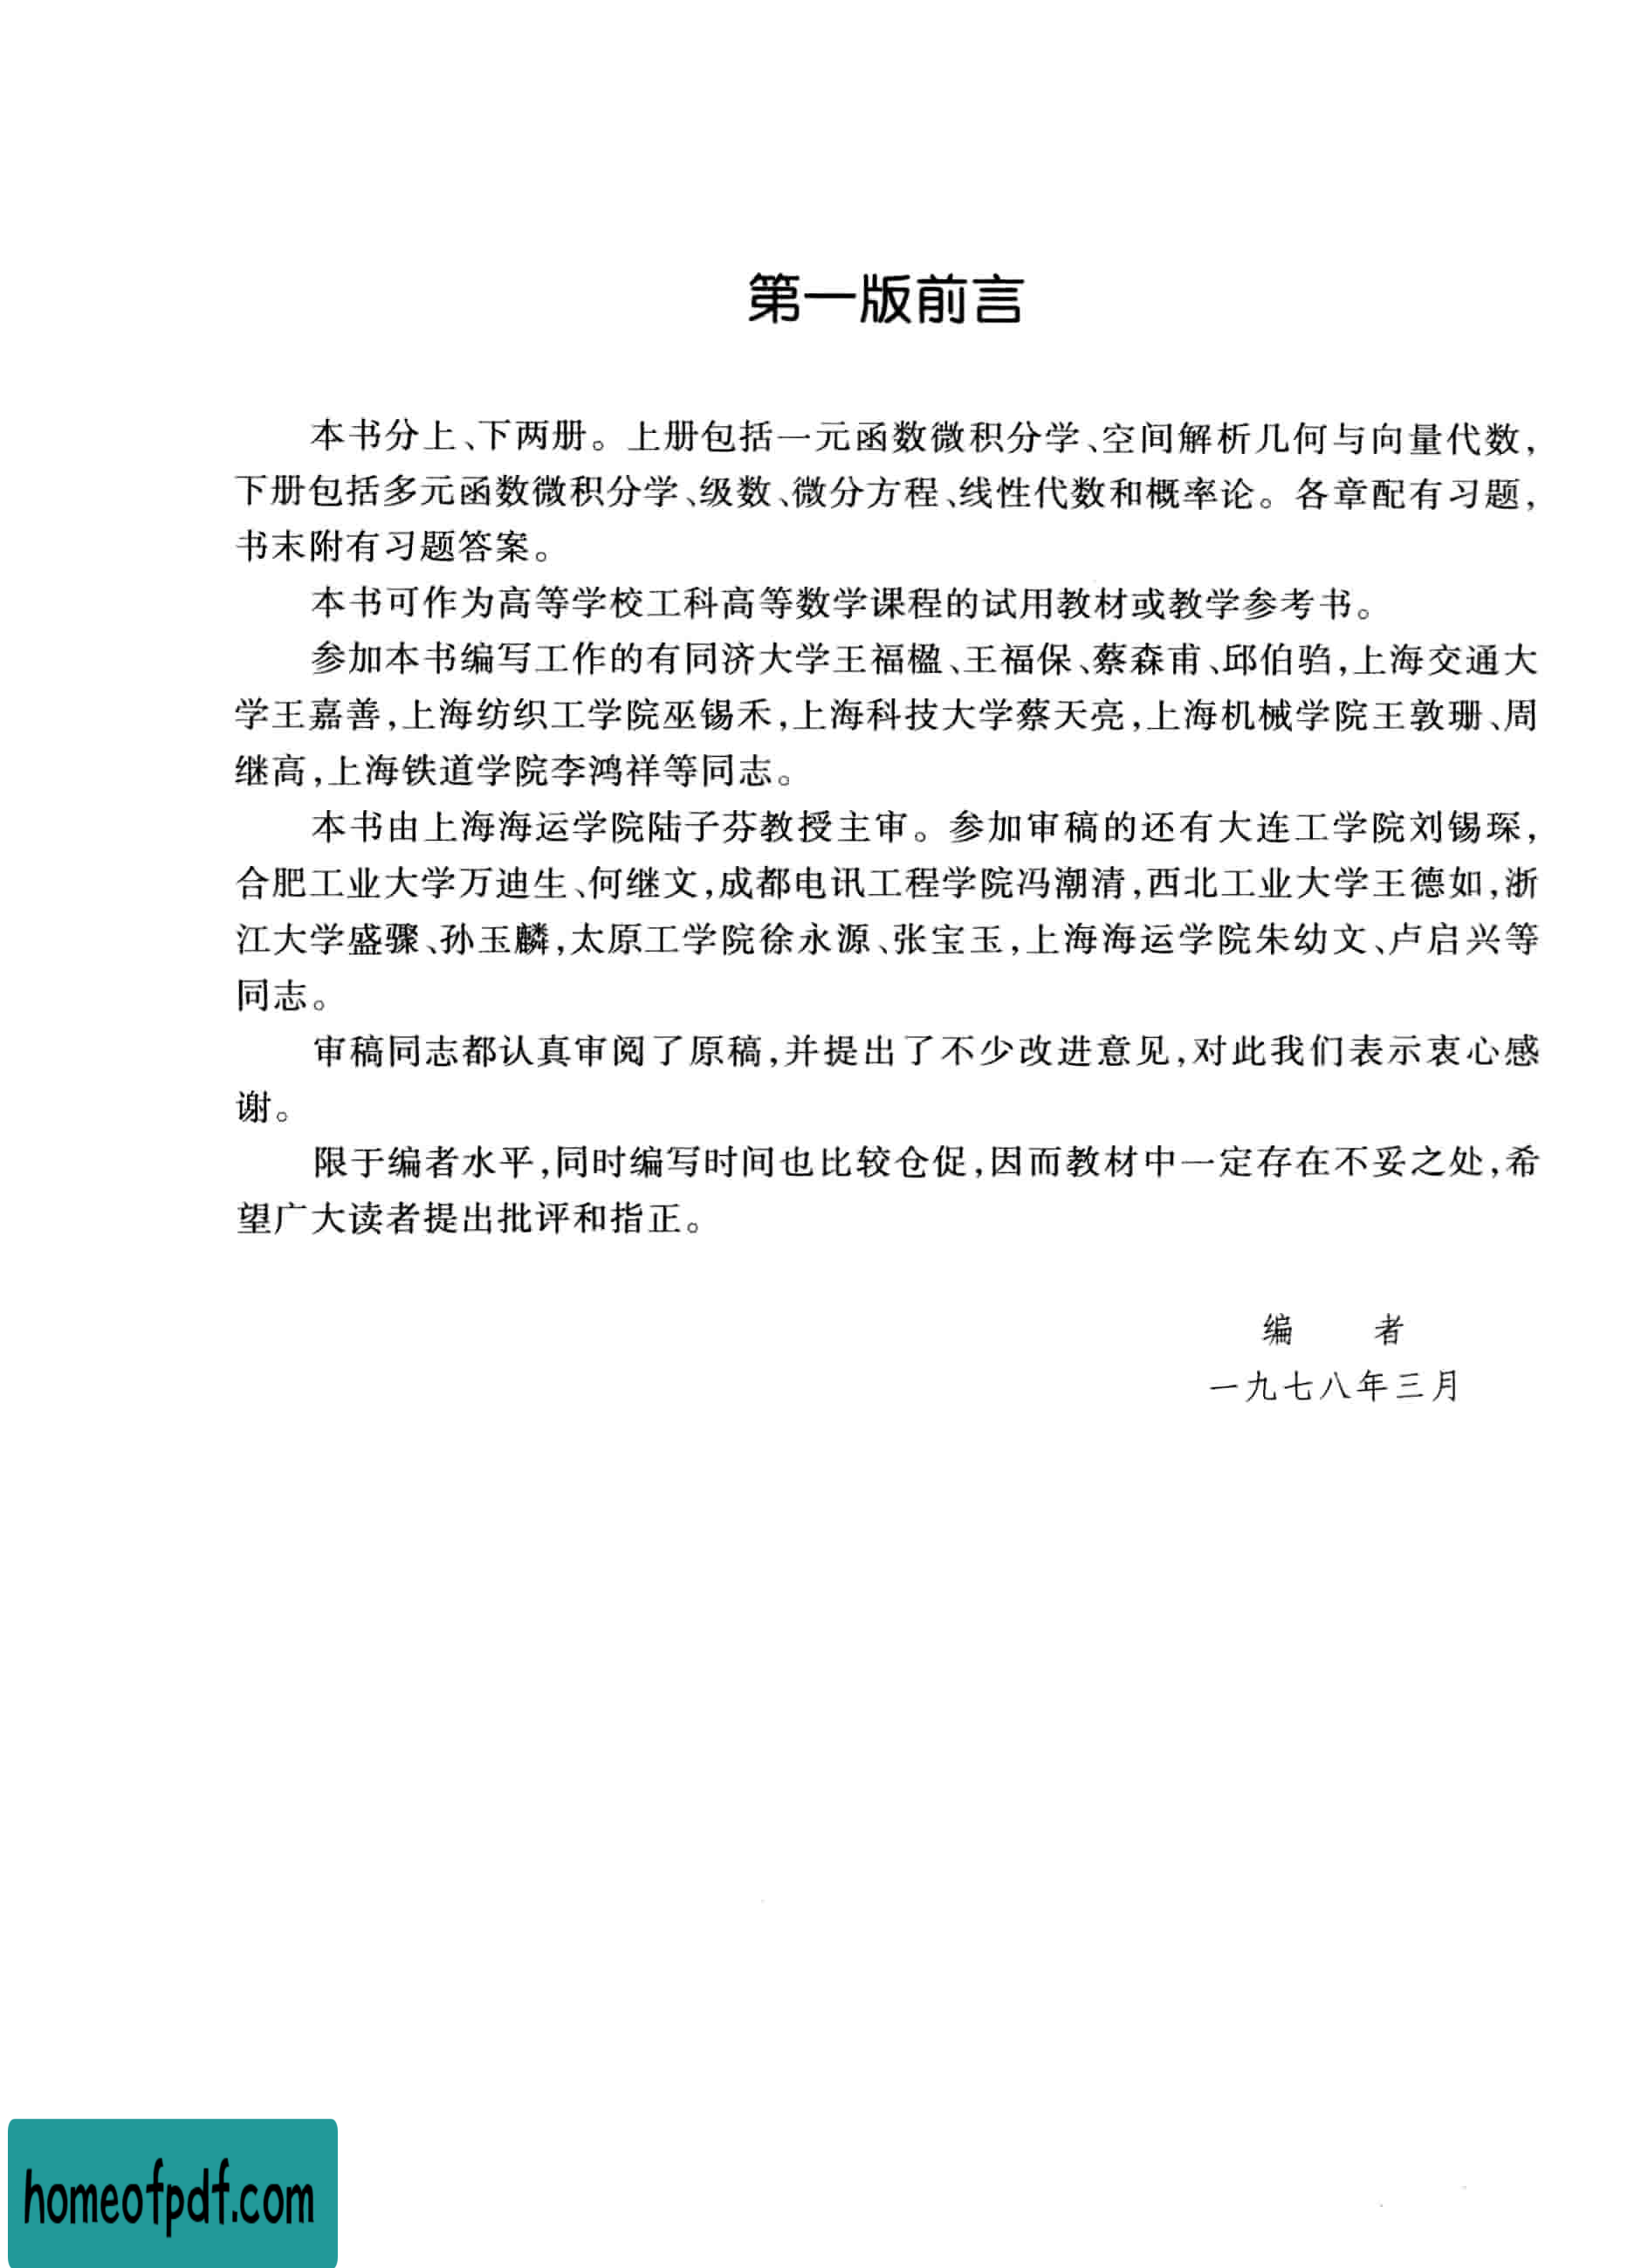 第一版前言
本书分上、下两册。上册包括一元函数微积分学、空间解析几何与向量代数,
下册包括多元函数微积分学、级数、微分方程、线性代数和概率论。各章配有习题,
书末附有习题答案。
本书可作为高等学校工科高等数学课程的试用教材或教学参考书。
参加本书编写工作的有同济大学王福楹、王福保、蔡森甫、邱伯驺,上海交通大
学王嘉善,上海纺织工学院巫锡禾,上海科技大学蔡天亮,上海机械学院王敦珊、周
继高,上海铁道学院李鸿祥等同志。
本书由上海海运学院陆子芬教授主审。参加审稿的还有大连工学院刘锡琛,
合肥工业大学万迪生、何继文,成都电讯工程学院冯潮清,西北工业大学王德如,浙
江大学盛骤、孙玉麟,太原工学院徐永源、张宝玉,上海海运学院朱幼文、卢启兴等
同志。
审稿同志都认真审阅了原稿,并提出了不少改进意见,对此我们表示衷心感
谢。
限于编者水平,同时编写时间也比较仓促,因而教材中一定存在不妥之处,希
望广大读者提出批评和指正。
编 者
一九七八年三月
homeofpdf.com